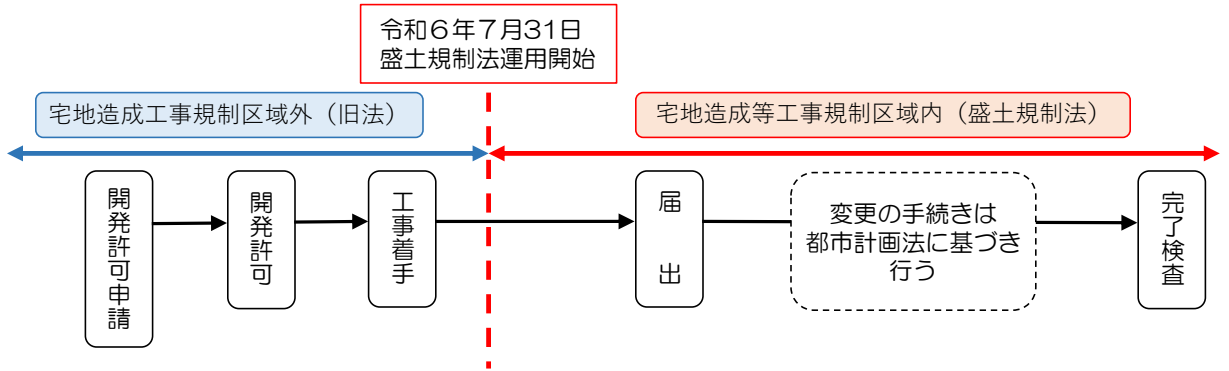 令和６年７月31日
盛土規制法運用開始
宅地造成工事規制区域外（旧法）
宅地造成等工事規制区域内（盛土規制法）
開発許可申請
開発許可
工事着手
届出
変更の手続きは
都市計画法に基づき
行う
完了検査